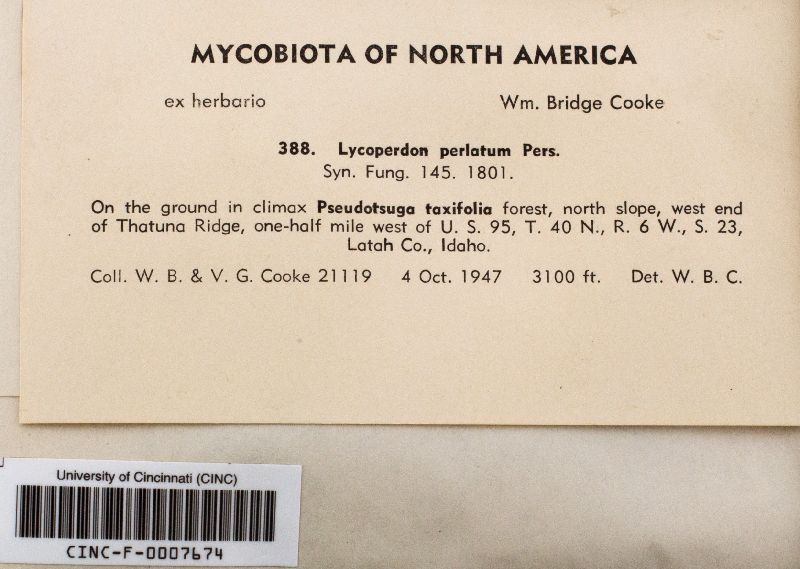 MYCOBIOTA OF NORTH AMERICA
ex herbario Wm. Bridge Cooke
388. Lycoperdon perlatum Pers.
Syn. Fung. 145. 1801.
On the ground in climax Pseudotsuga taxifolia forest, north slope, west end
of Thatuna Ridge, one-half mile west of U. S. 95, T. 40 N., R. 6 W., S. 23,
Latah Co., Idaho.
Coll. W. B. & V. G. Cooke 21119 4 Oct. 1947 3100 ft. Det. W. B. C.
University of Cincinnati (CINC)
CINC-F-0007674